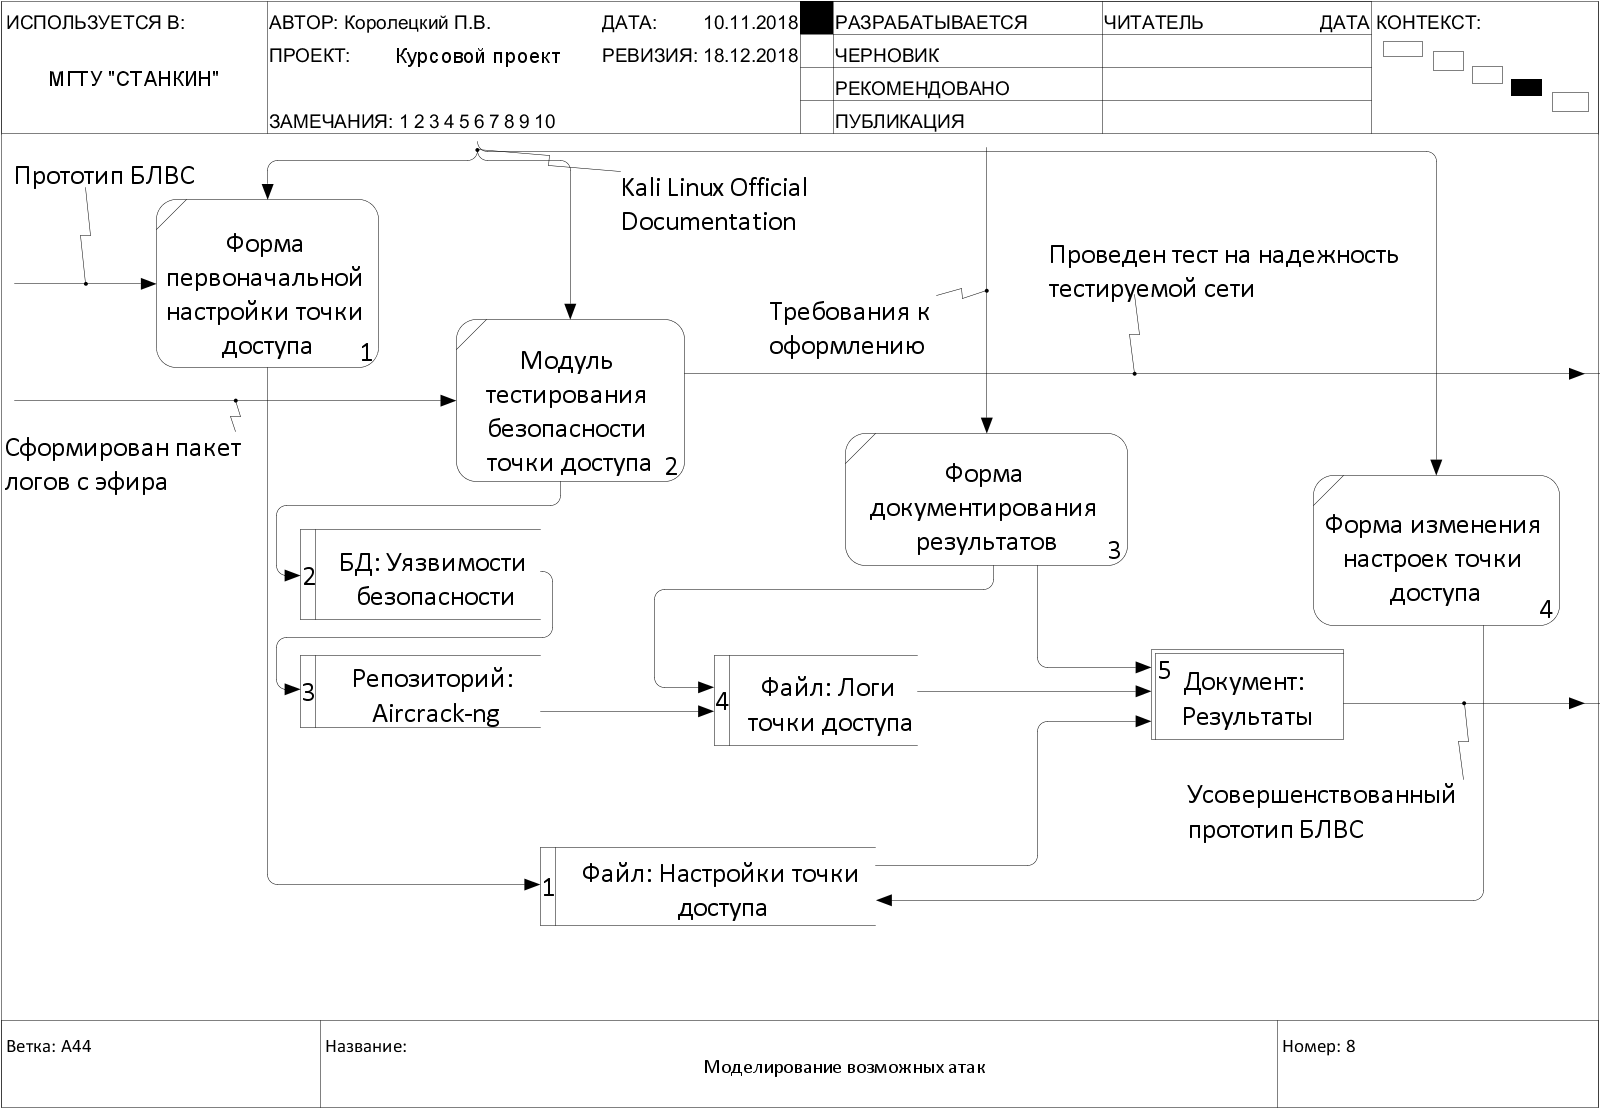 ИСПОЛЬЗУЕТСЯ В:
МГТУ "СТАНКИН"
АВТОР: Королецкий П.В.
ДАТА: 10.11.2018
ПРОЕКТ: Курсовой проект
РЕВИЗИЯ: 18.12.2018
ЗАМЕЧАНИЯ: 1 2 3 4 5 6 7 8 9 10
РАЗРАБАТЫВАЕТСЯ
ЧЕРНОВИК
РЕКОМЕНДОВАНО
ПУБЛИКАЦИЯ
ЧИТАТЕЛЬ
ДАТА
КОНТЕКСТ:
Прототип БЛВС
Kali Linux Official
Documentation
Форма
первоначальной
настройки точки
доступа
1
Проведен тест на надежность
тестируемой сети
Требования к
оформлению
Модуль
тестирования
безопасности
точки доступа
2
Сформирован пакет
логов с эфира
Форма
документирования
результатов
3
Форма изменения
настроек точки
доступа
4
2
БД: Уязвимости
безопасности
3
Репозиторий:
Aircrack-ng
4
Файл: Логи
точки доступа
5
Документ:
Результаты
Усовершенствованный
прототип БЛВС
1
Файл: Настройки точки
доступа
Ветка: A44
Название:
Моделирование возможных атак
Номер: 8